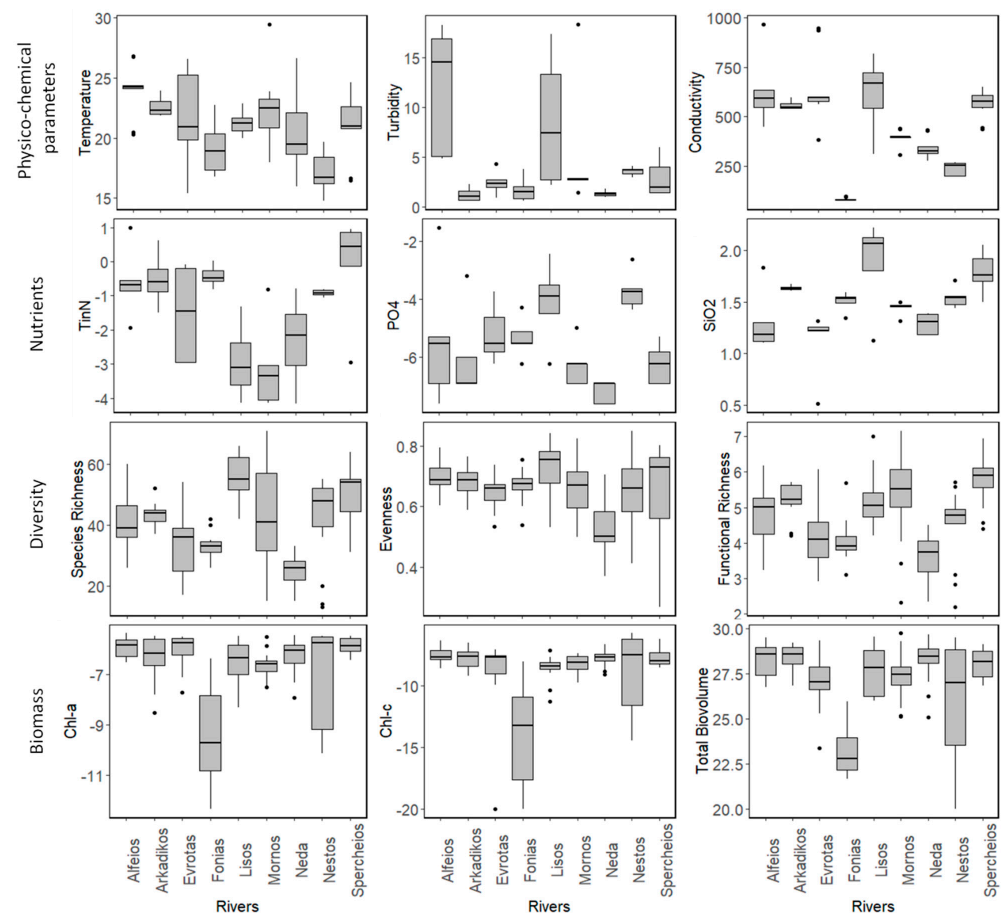 Physico-chemical
parameters
Temperature
30
25
20
15
Turbidity
15
10
5
0
Conductivity
1000
750
500
250
Nutrients
TinN
1
0
-1
-2
-3
-4
PO4
-2
-4
-6
SiO2
2.0
1.5
1.0
0.5
Diversity
Species Richness
60
40
20
Evenness
0.8
0.6
0.4
Functional Richness
7
6
5
4
3
2
Biomass
Chl-a
-7
-9
-11
Chl-c
-10
-15
-20
Total Biovolume
30.0
27.5
25.0
22.5
20.0
Alfeios
Arkadikos
Evrotas
Fonias
Lisos
Mornos
Neda
Nestos
Spercheios
Rivers
Alfeios
Arkadikos
Evrotas
Fonias
Lisos
Mornos
Neda
Nestos
Spercheios
Rivers
Alfeios
Arkadikos
Evrotas
Fonias
Lisos
Mornos
Neda
Nestos
Spercheios
Rivers